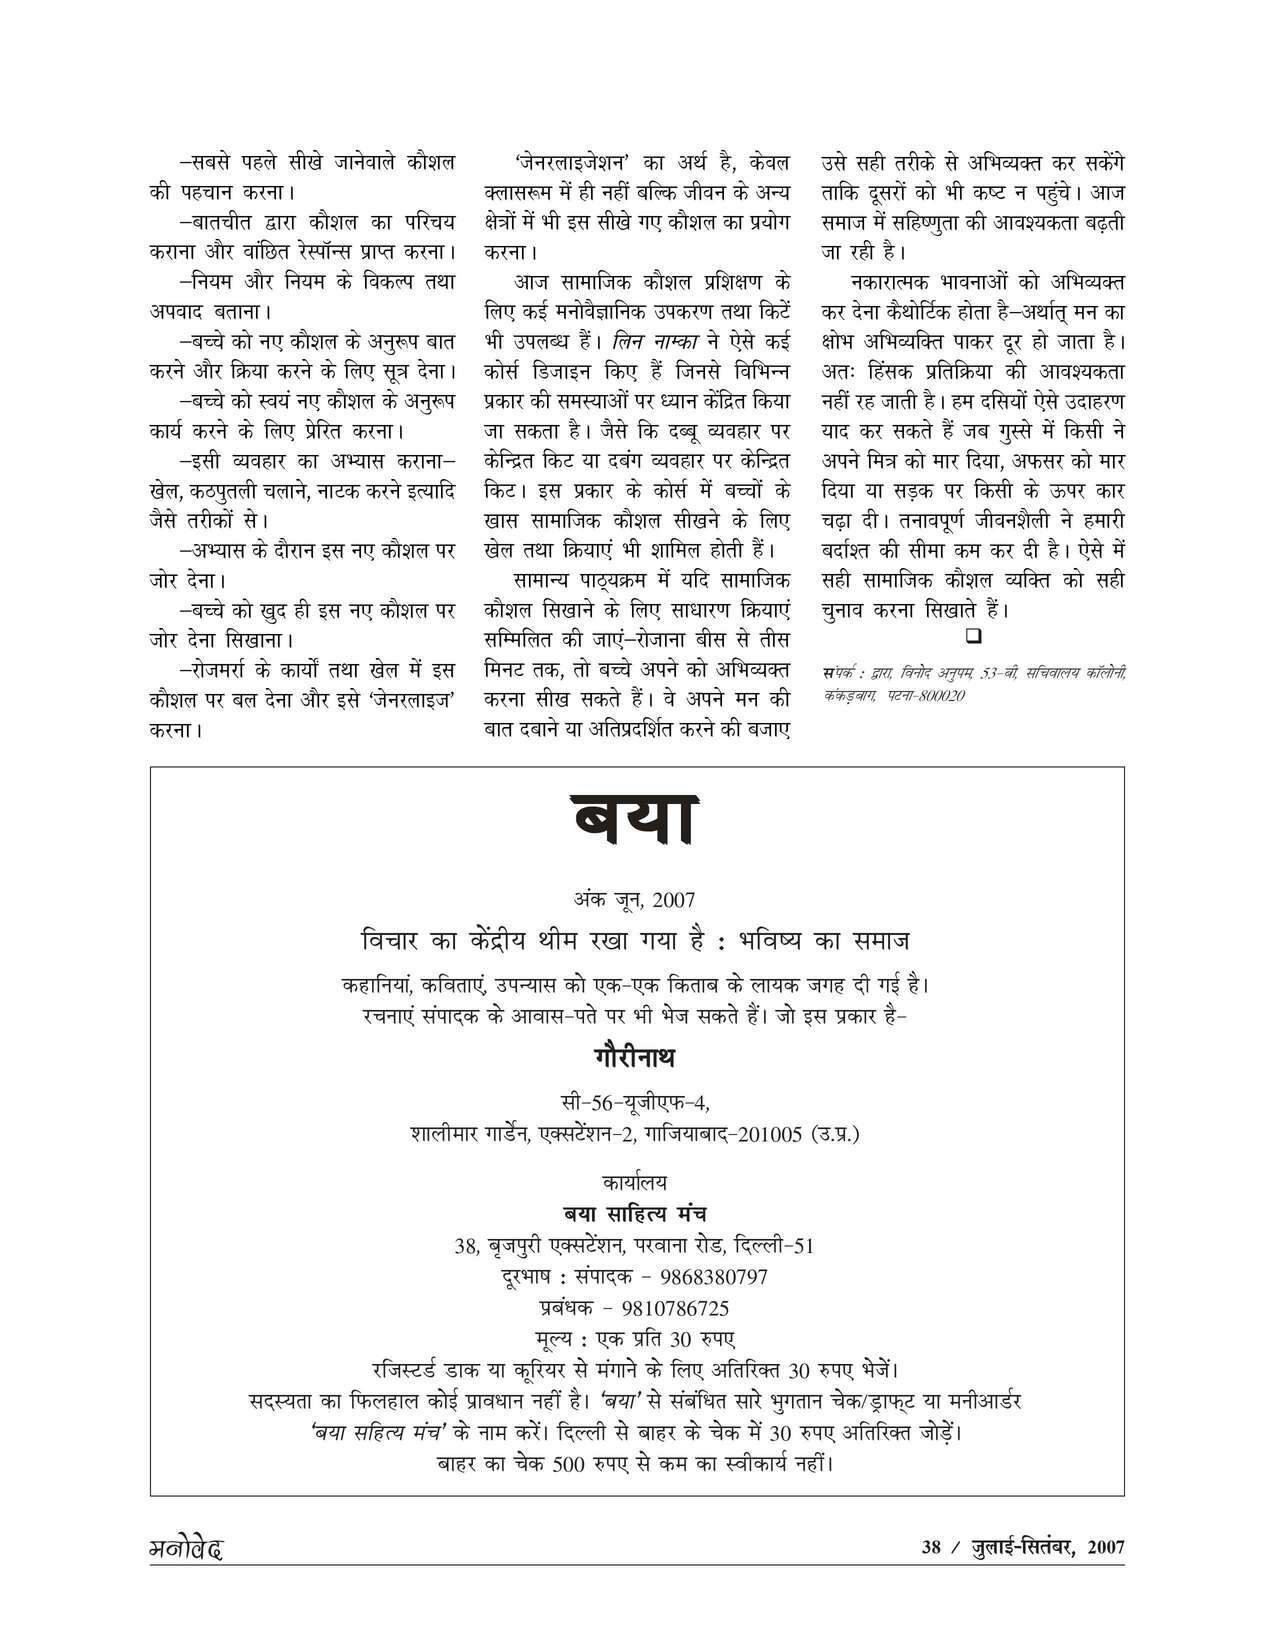 –सबसे पहले सीखे जानेवाले कौशल
की पहचान करना।
–बातचीत द्वारा कौशल का परिचय
कराना और वांछित रेस्पॉन्स प्राप्त करना।
–नियम और नियम के विकल्प तथा
अपवाद बताना।
–बच्चे को नए कौशल के अनुरूप बात
करने और क्रिया करने के लिए सूत्र देना।
–बच्चे को स्वयं नए कौशल के अनुरूप
कार्य करने के लिए प्रेरित करना।
–इसी व्यवहार का अभ्यास कराना–
खेल, कठपुतली चलाने, नाटक करने इत्यादि
जैसे तरीकों से।
–अभ्यास के दौरान इस नए कौशल पर
जोर देना।
–बच्चे को खुद ही इस नए कौशल पर
जोर देना सिखाना।
–रोजमर्रा के कार्यों तथा खेल में इस
कौशल पर बल देना और इसे ‘जेनरलाइज’
करना।
‘जेनरलाइजेशन’ का अर्थ है, केवल
क्लासरूम में ही नहीं बल्कि जीवन के अन्य
क्षेत्रों में भी इस सीखे गए कौशल का प्रयोग
करना।
आज सामाजिक कौशल प्रशिक्षण के
लिए कई मनोवैज्ञानिक उपकरण तथा किटें
भी उपलब्ध हैं। लिन नाम्का ने ऐसे कई
कोर्स डिजाइन किए हैं जिनसे विभिन्न
प्रकार की समस्याओं पर ध्यान केंद्रित किया
जा सकता है। जैसे कि दब्बू व्यवहार पर
केन्द्रित किट या दबंग व्यवहार पर केन्द्रित
किट। इस प्रकार के कोर्स में बच्चों के
खास सामाजिक कौशल सीखने के लिए
खेल तथा क्रियाएं भी शामिल होती हैं।
सामान्य पाठ्यक्रम में यदि सामाजिक
कौशल सिखाने के लिए साधारण क्रियाएं
सम्मिलित की जाएं–रोजाना बीस से तीस
मिनट तक, तो बच्चे अपने को अभिव्यक्त
करना सीख सकते हैं। वे अपने मन की
बात दबाने या अतिप्रदर्शित करने की बजाए
उसे सही तरीके से अभिव्यक्त कर सकेंगे
ताकि दूसरों को भी कष्ट न पहुंचे। आज
समाज में सहिष्णुता की आवश्यकता बढ़ती
जा रही है।
नकारात्मक भावनाओं को अभिव्यक्त
कर देना कैथोर्टिक होता है–अर्थात् मन का
क्षोभ अभिव्यक्ति पाकर दूर हो जाता है।
अतः हिंसक प्रतिक्रिया की आवश्यकता
नहीं रह जाती है। हम दसियों ऐसे उदाहरण
याद कर सकते हैं जब गुस्से में किसी ने
अपने मित्र को मार दिया, अफसर को मार
दिया या सड़क पर किसी के ऊपर कार
चढ़ा दी। तनावपूर्ण जीवनशैली ने हमारी
बर्दाश्त की सीमा कम कर दी है। ऐसे में
सही सामाजिक कौशल व्यक्ति को सही
चुनाव करना सिखाते हैं।
❑
संपर्क : द्वारा, विनोद अनुपम, 53-बी, सचिवालय कॉलोनी,
कंकड़बाग, पटना-800020
बया
अंक जून, 2007
विचार का केंद्रीय थीम रखा गया है : भविष्य का समाज
कहानियां, कविताएं, उपन्यास को एक-एक किताब के लायक जगह दी गई है।
रचनाएं संपादक के आवास-पते पर भी भेज सकते हैं। जो इस प्रकार है-
गौरीनाथ
सी-56-यूजीएफ-4,
शालीमार गार्डेन, एक्सटेंशन-2, गाजियाबाद-201005 (उ.प्र.)
कार्यालय
बया साहित्य मंच
38, बृजपुरी एक्सटेंशन, परवाना रोड, दिल्ली-51
दूरभाष : संपादक - 9868380797
प्रबंधक - 9810786725
मूल्य : एक प्रति 30 रुपए
रजिस्टर्ड डाक या कूरियर से मंगाने के लिए अतिरिक्त 30 रुपए भेजें।
सदस्यता का फिलहाल कोई प्रावधान नहीं है। ‘बया’ से संबंधित सारे भुगतान चेक/ड्राफ्ट या मनीआर्डर
‘बया सहित्य मंच’ के नाम करें। दिल्ली से बाहर के चेक में 30 रुपए अतिरिक्त जोड़ें।
बाहर का चेक 500 रुपए से कम का स्वीकार्य नहीं।
मनोवेद
38 / जुलाई-सितंबर, 2007